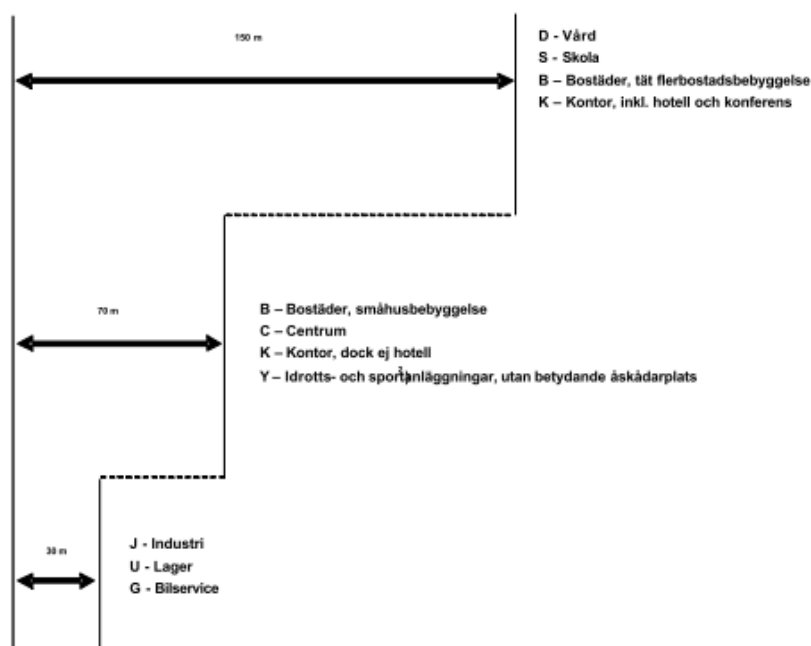 150 m
D - Vård
S - Skola
B – Bostäder, tät flerbostadsbebyggelse
K – Kontor, inkl. hotell och konferens
70 m
B – Bostäder, småhusbebyggelse
C – Centrum
K – Kontor, dock ej hotell
Y – Idrotts- och sportanläggningar, utan betydande åskådarplats
30 m
J - Industri
U - Lager
G - Bilservice